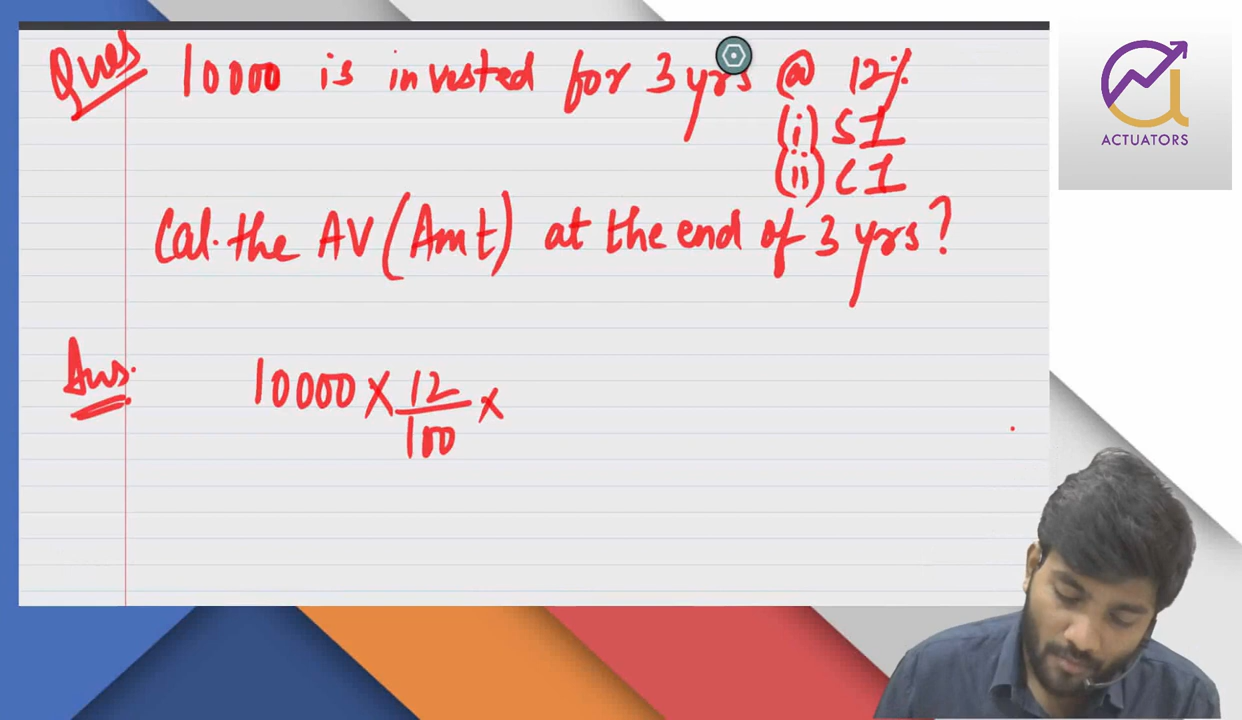 Ques 10000 is invested for 3 yrs @ 12%
(i) SI
(ii) CI
Cal. the AV (Amt) at the end of 3 yrs?
Ans. 10000 × 12/100 ×
ACTUATORS